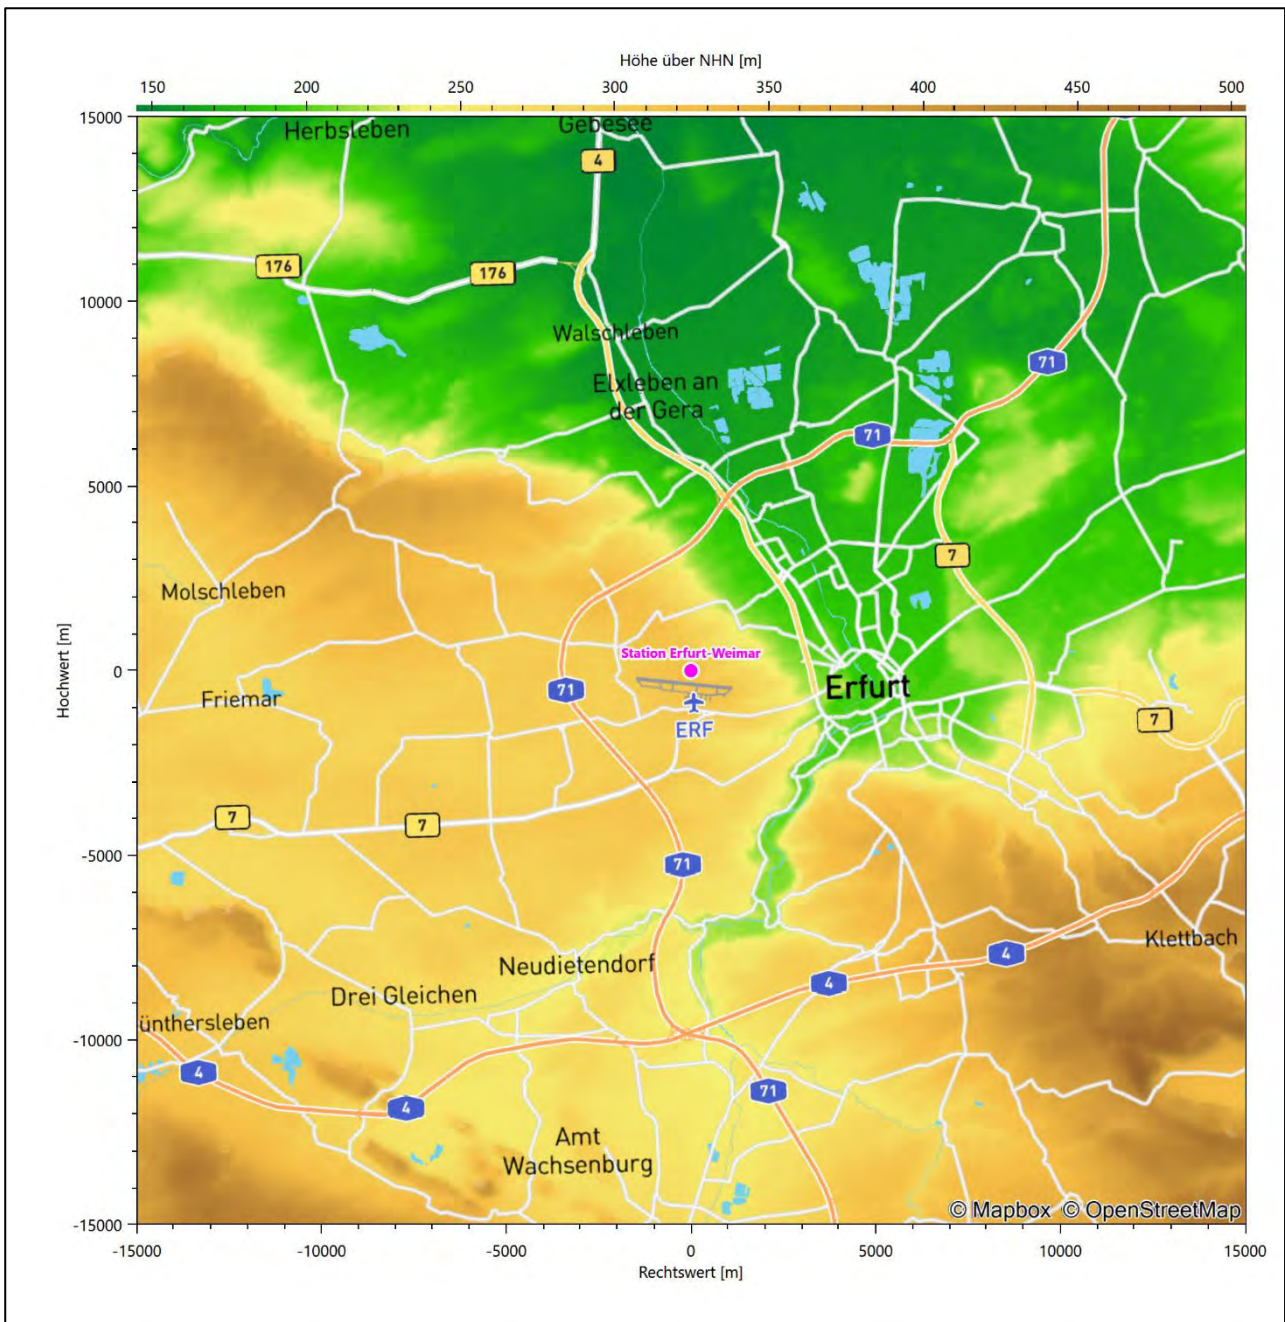 Höhe über NHN [m]
150 200 250 300 350 400 450 500
15000
Herbsleben
Gebesee
4
176
176
10000
Walschleben
71
Elxleben an
der Gera
71
5000
7
Molschleben
Hochwert [m]
Station Erfurt-Weimar
0
Friemar
71
Erfurt
ERF
7
7
7
-5000
71
Klettbach
Neudietendorf
4
4
Drei Gleichen
ünthersleben
-10000
4
71
4
Amt
Wachsenburg
© Mapbox © OpenStreetMap
-15000
-15000 -10000 -5000 0 5000 10000 15000
Rechtswert [m]